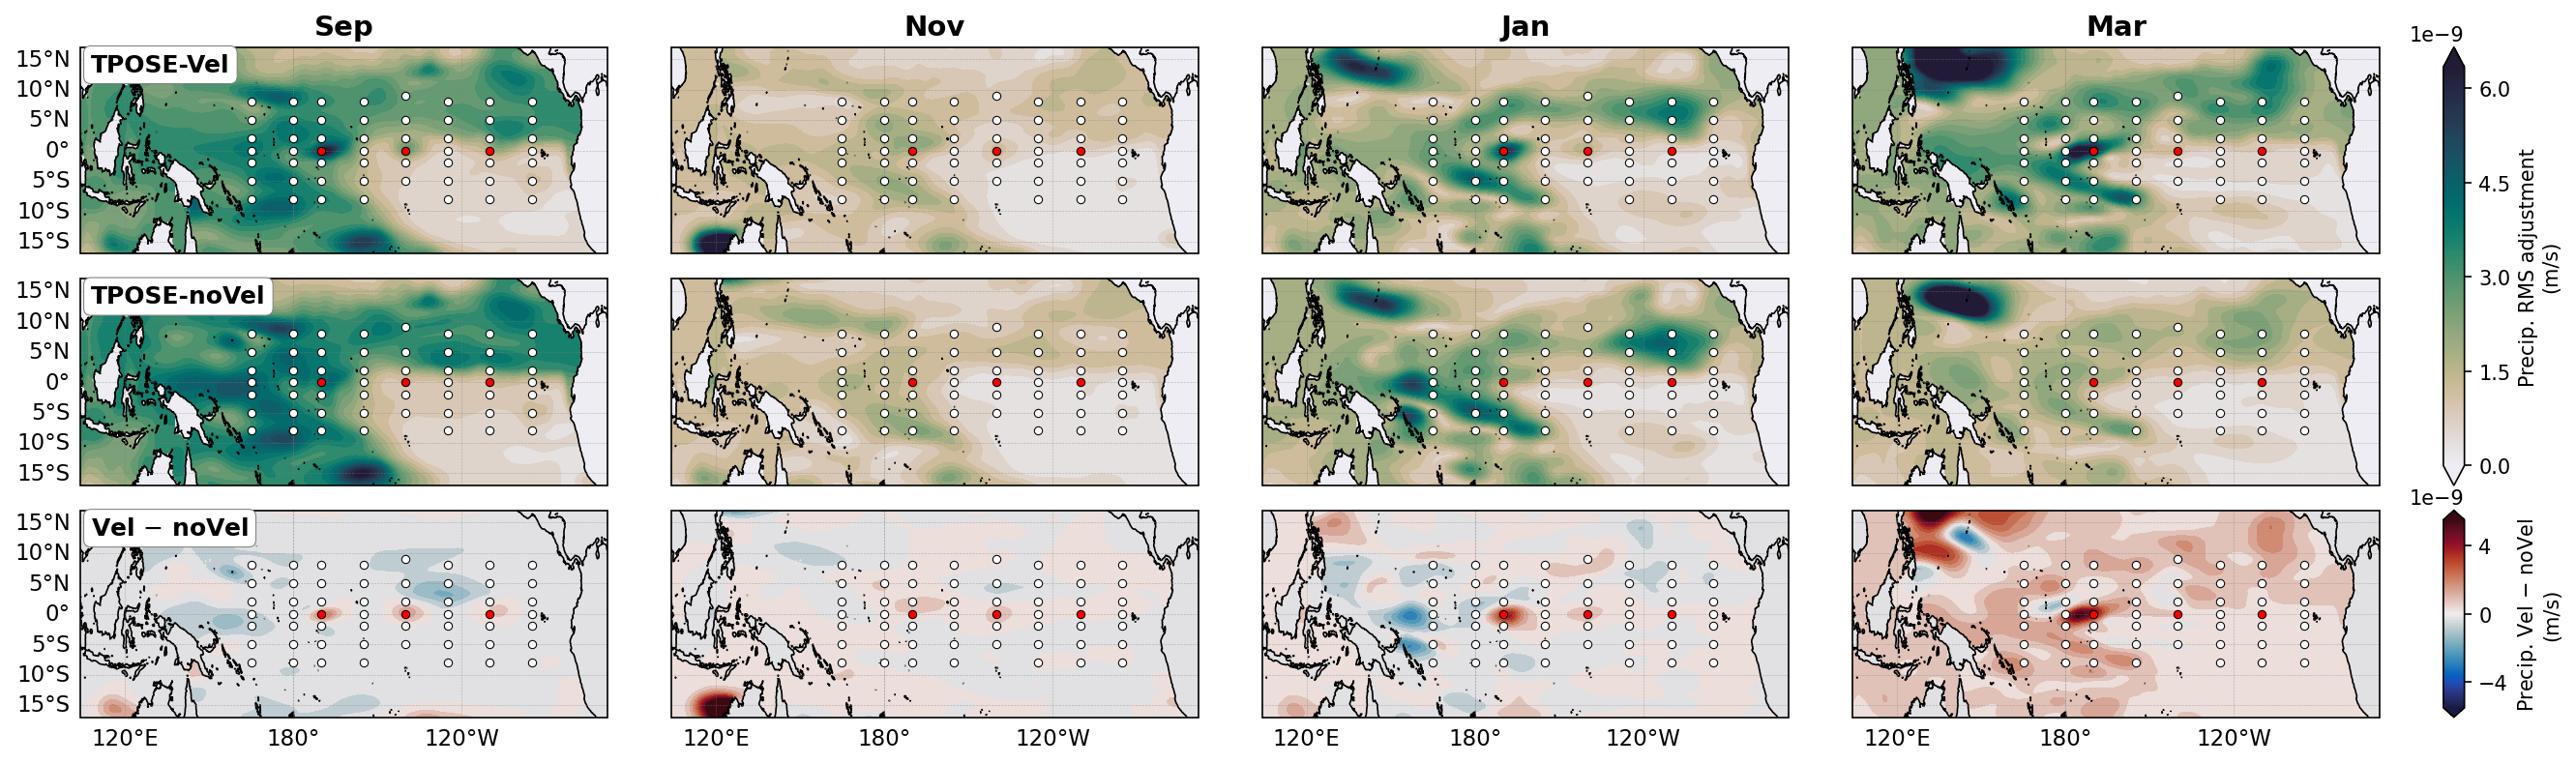 Sep Nov Jan Mar
1e−9
15°N
10°N
5°N
0°
5°S
10°S
15°S
TPOSE-Vel
15°N
10°N
5°N
0°
5°S
10°S
15°S
TPOSE-noVel
6.0
4.5
3.0
1.5
0.0
Precip. RMS adjustment
(m/s)
1e−9
15°N
10°N
5°N
0°
5°S
10°S
15°S
Vel − noVel
4
0
−4
Precip. Vel − noVel
(m/s)
120°E 180° 120°W 120°E 180° 120°W 120°E 180° 120°W 120°E 180° 120°W